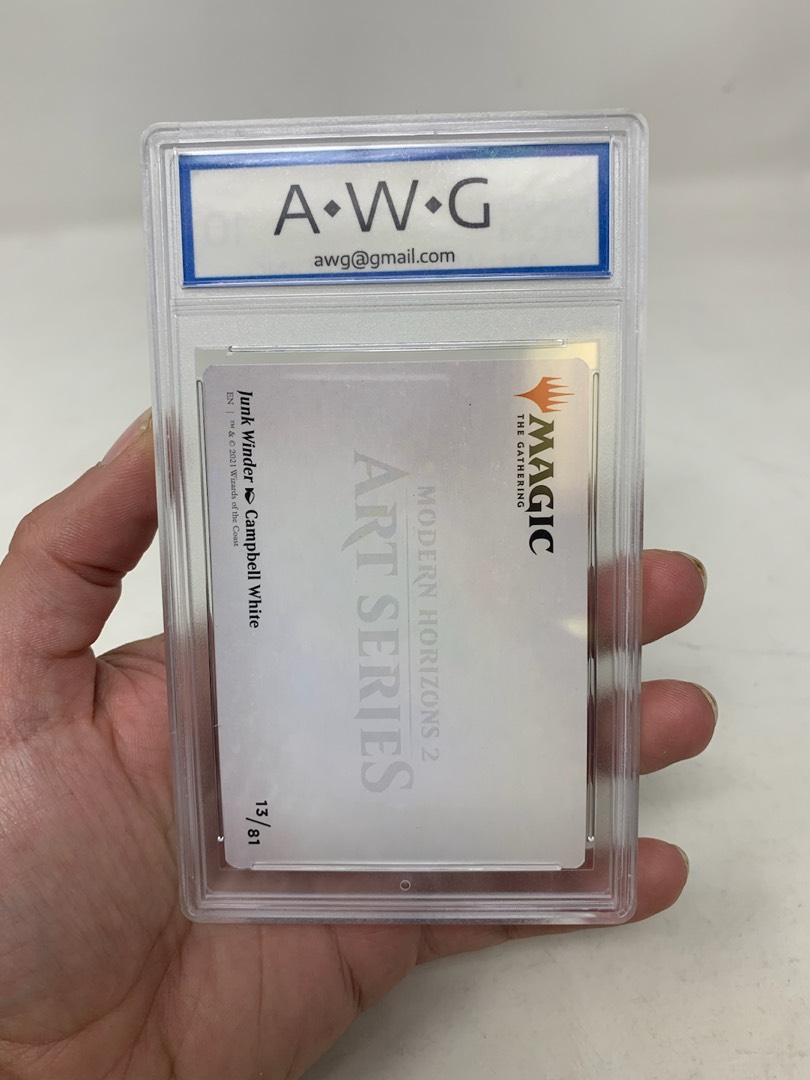 A◆W◆G
awg@gmail.com
MAGIC
THE GATHERING
MODERN HORIZONS 2
ART SERIES
Junk Winder Campbell White
EN | ™ & © 2021 Wizards of the Coast
13/81